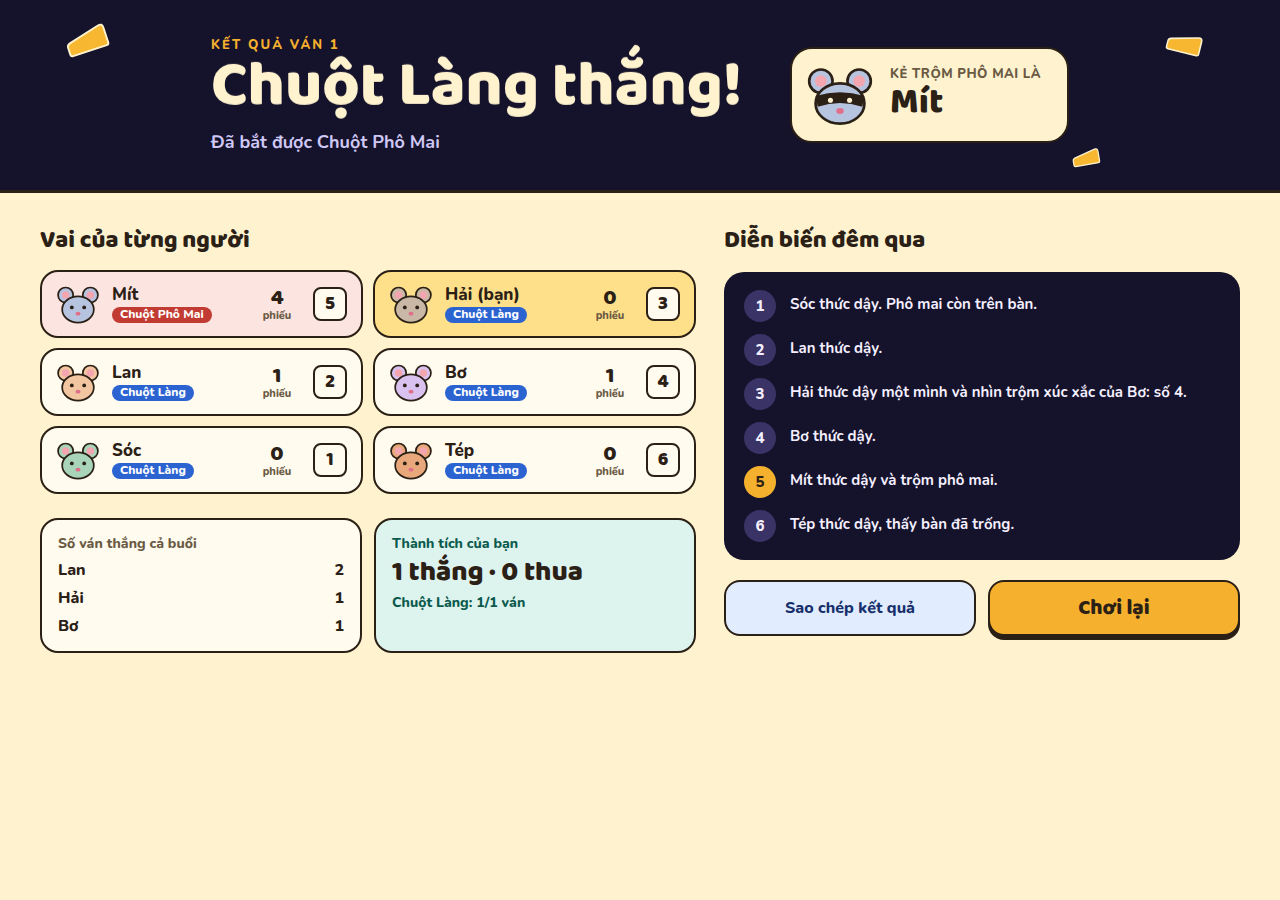 KẾT QUẢ VÁN 1
Chuột Làng thắng!
Đã bắt được Chuột Phô Mai
KẺ TRỘM PHÔ MAI LÀ
Mít
Vai của từng người
Mít
Chuột Phô Mai
4
phiếu
5
Hải (bạn)
Chuột Làng
0
phiếu
3
Lan
Chuột Làng
1
phiếu
2
Bơ
Chuột Làng
1
phiếu
4
Sóc
Chuột Làng
0
phiếu
1
Tép
Chuột Làng
0
phiếu
6
Số ván thắng cả buổi
Lan 2
Hải 1
Bơ 1
Thành tích của bạn
1 thắng · 0 thua
Chuột Làng: 1/1 ván
Diễn biến đêm qua
1 Sóc thức dậy. Phô mai còn trên bàn.
2 Lan thức dậy.
3 Hải thức dậy một mình và nhìn trộm xúc xắc của Bơ: số 4.
4 Bơ thức dậy.
5 Mít thức dậy và trộm phô mai.
6 Tép thức dậy, thấy bàn đã trống.
Sao chép kết quả
Chơi lại